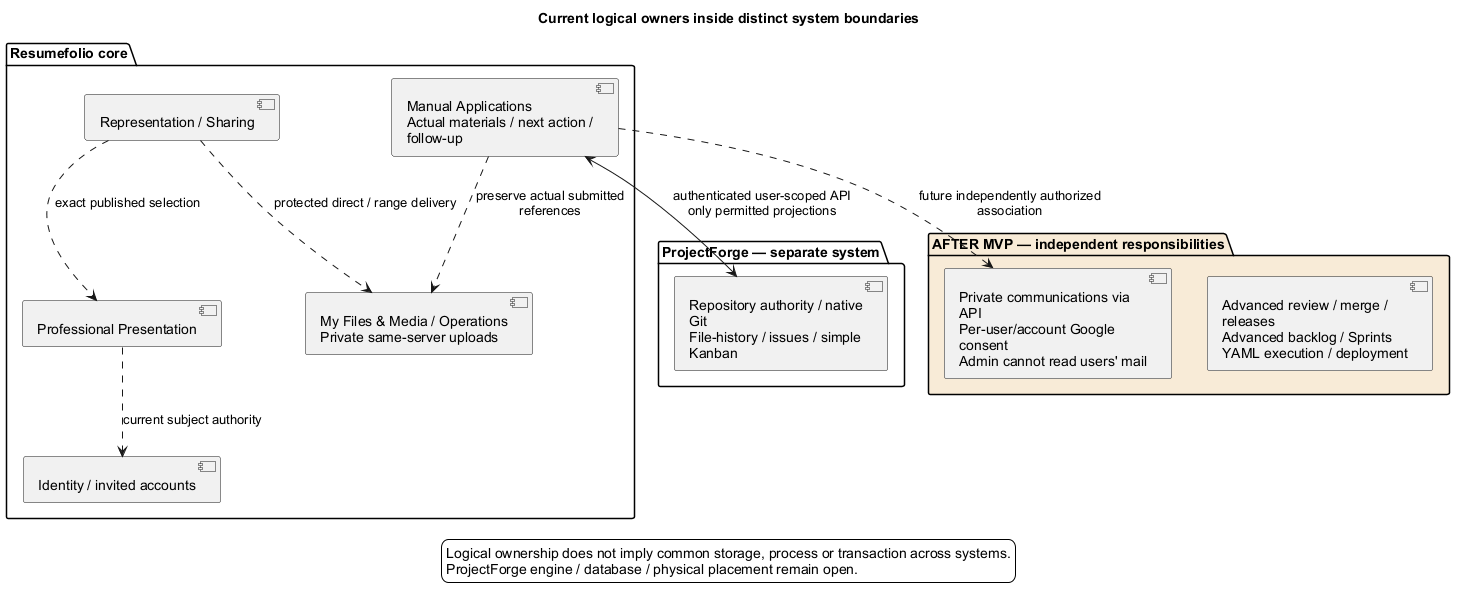 Current logical owners inside distinct system boundaries
Resumefolio core
Representation / Sharing
Manual Applications
Actual materials / next action /
follow-up
exact published selection
protected direct / range delivery
preserve actual submitted
references
authenticated user-scoped API
only permitted projections
future independently authorized
association
Professional Presentation
My Files & Media / Operations
Private same-server uploads
current subject authority
Identity / invited accounts
ProjectForge — separate system
Repository authority / native
Git
File-history / issues / simple
Kanban
AFTER MVP — independent responsibilities
Private communications via
API
Per-user/account Google
consent
Admin cannot read users' mail
Advanced review / merge /
releases
Advanced backlog / Sprints
YAML execution / deployment
Logical ownership does not imply common storage, process or transaction across systems.
ProjectForge engine / database / physical placement remain open.